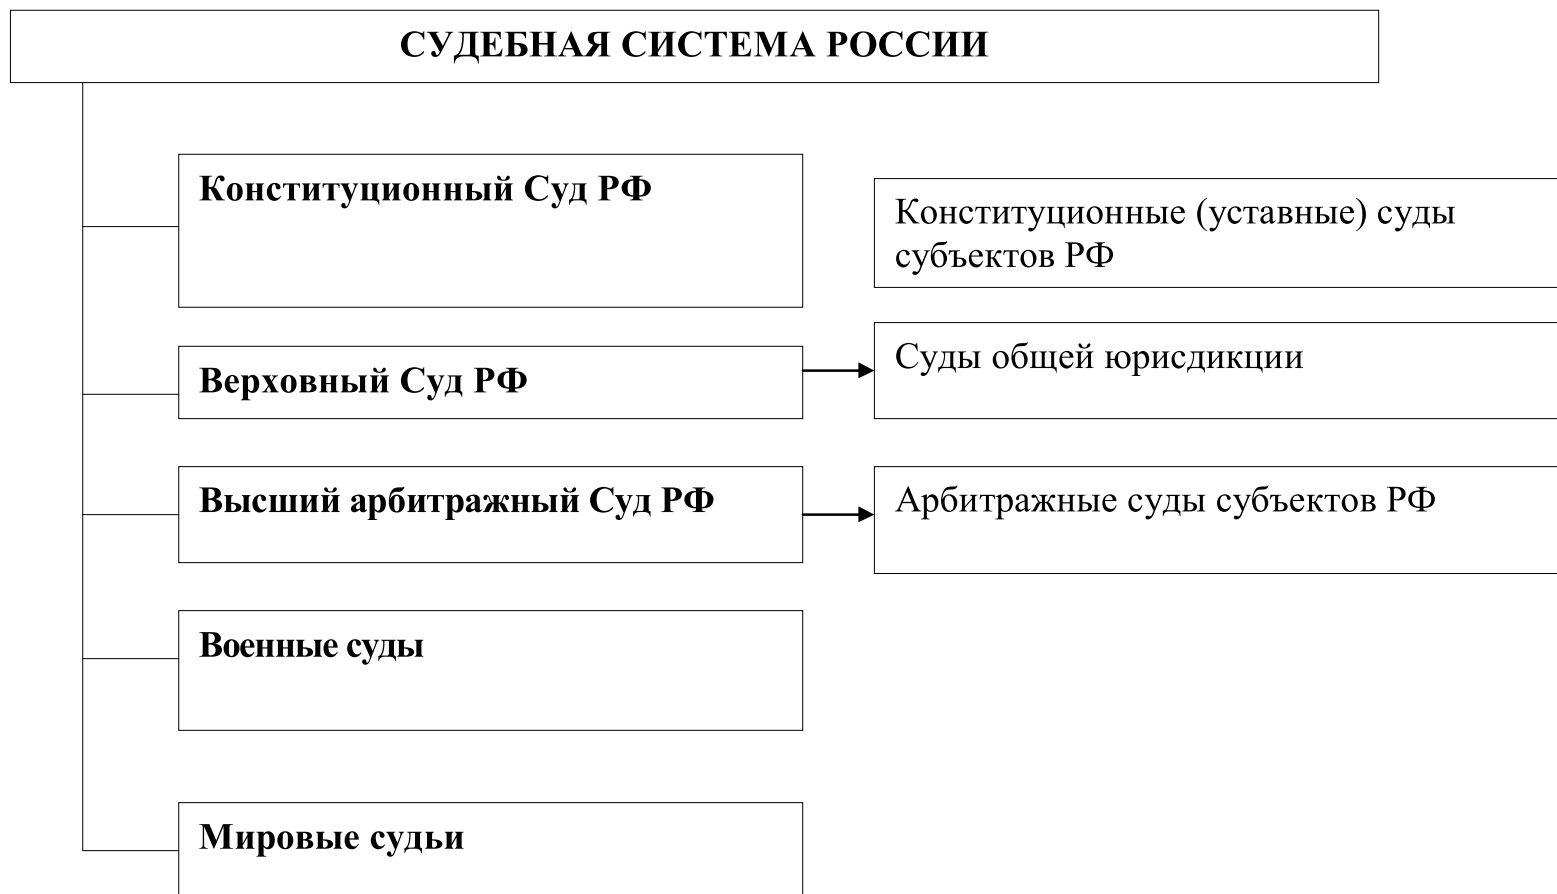 СУДЕБНАЯ СИСТЕМА РОССИИ
Конституционный Суд РФ
Конституционные (уставные) суды
субъектов РФ
Верховный Суд РФ
Суды общей юрисдикции
Высший арбитражный Суд РФ
Арбитражные суды субъектов РФ
Военные суды
Мировые судьи